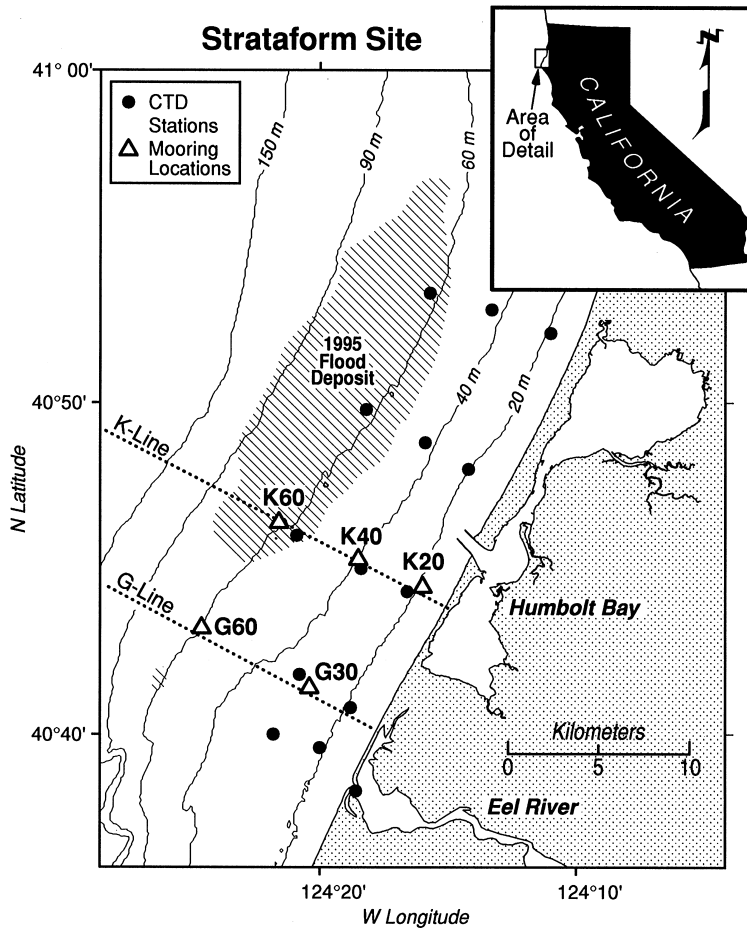 Strataform Site
41° 00'
CTD
Stations
Mooring
Locations
150 m
90 m
60 m
Area
of
Detail
CALIFORNIA
N
1995
Flood
Deposit
40 m
20 m
40°50'
K-Line
N Latitude
K60
K40
K20
G-Line
G60
G30
Humbolt Bay
40°40'
Kilometers
0 5 10
Eel River
124°20' 124°10'
W Longitude